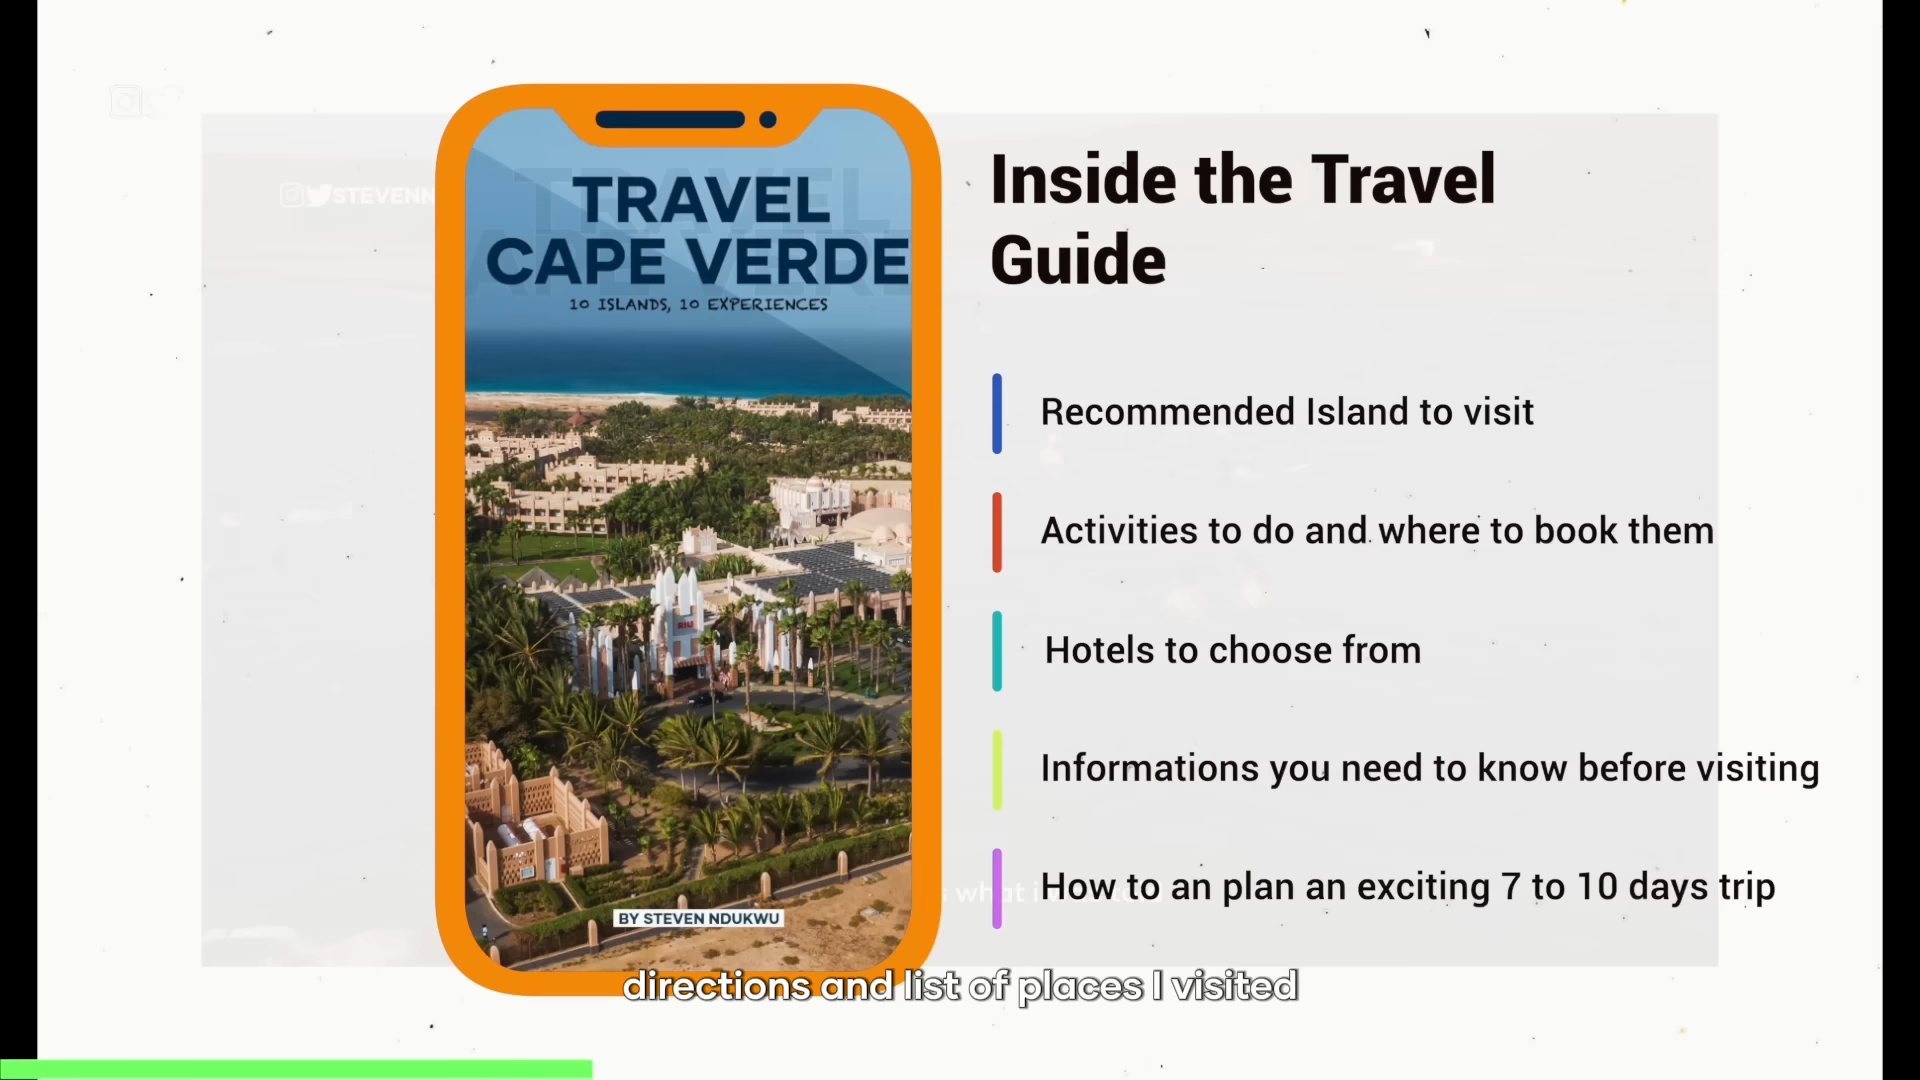 STEVENN
TRAVEL
CAPE VERDE
10 ISLANDS, 10 EXPERIENCES
RIU
BY STEVEN NDUKWU
Inside the Travel
Guide
Recommended Island to visit
Activities to do and where to book them
Hotels to choose from
Informations you need to know before visiting
How to an plan an exciting 7 to 10 days trip
directions and list of places I visited